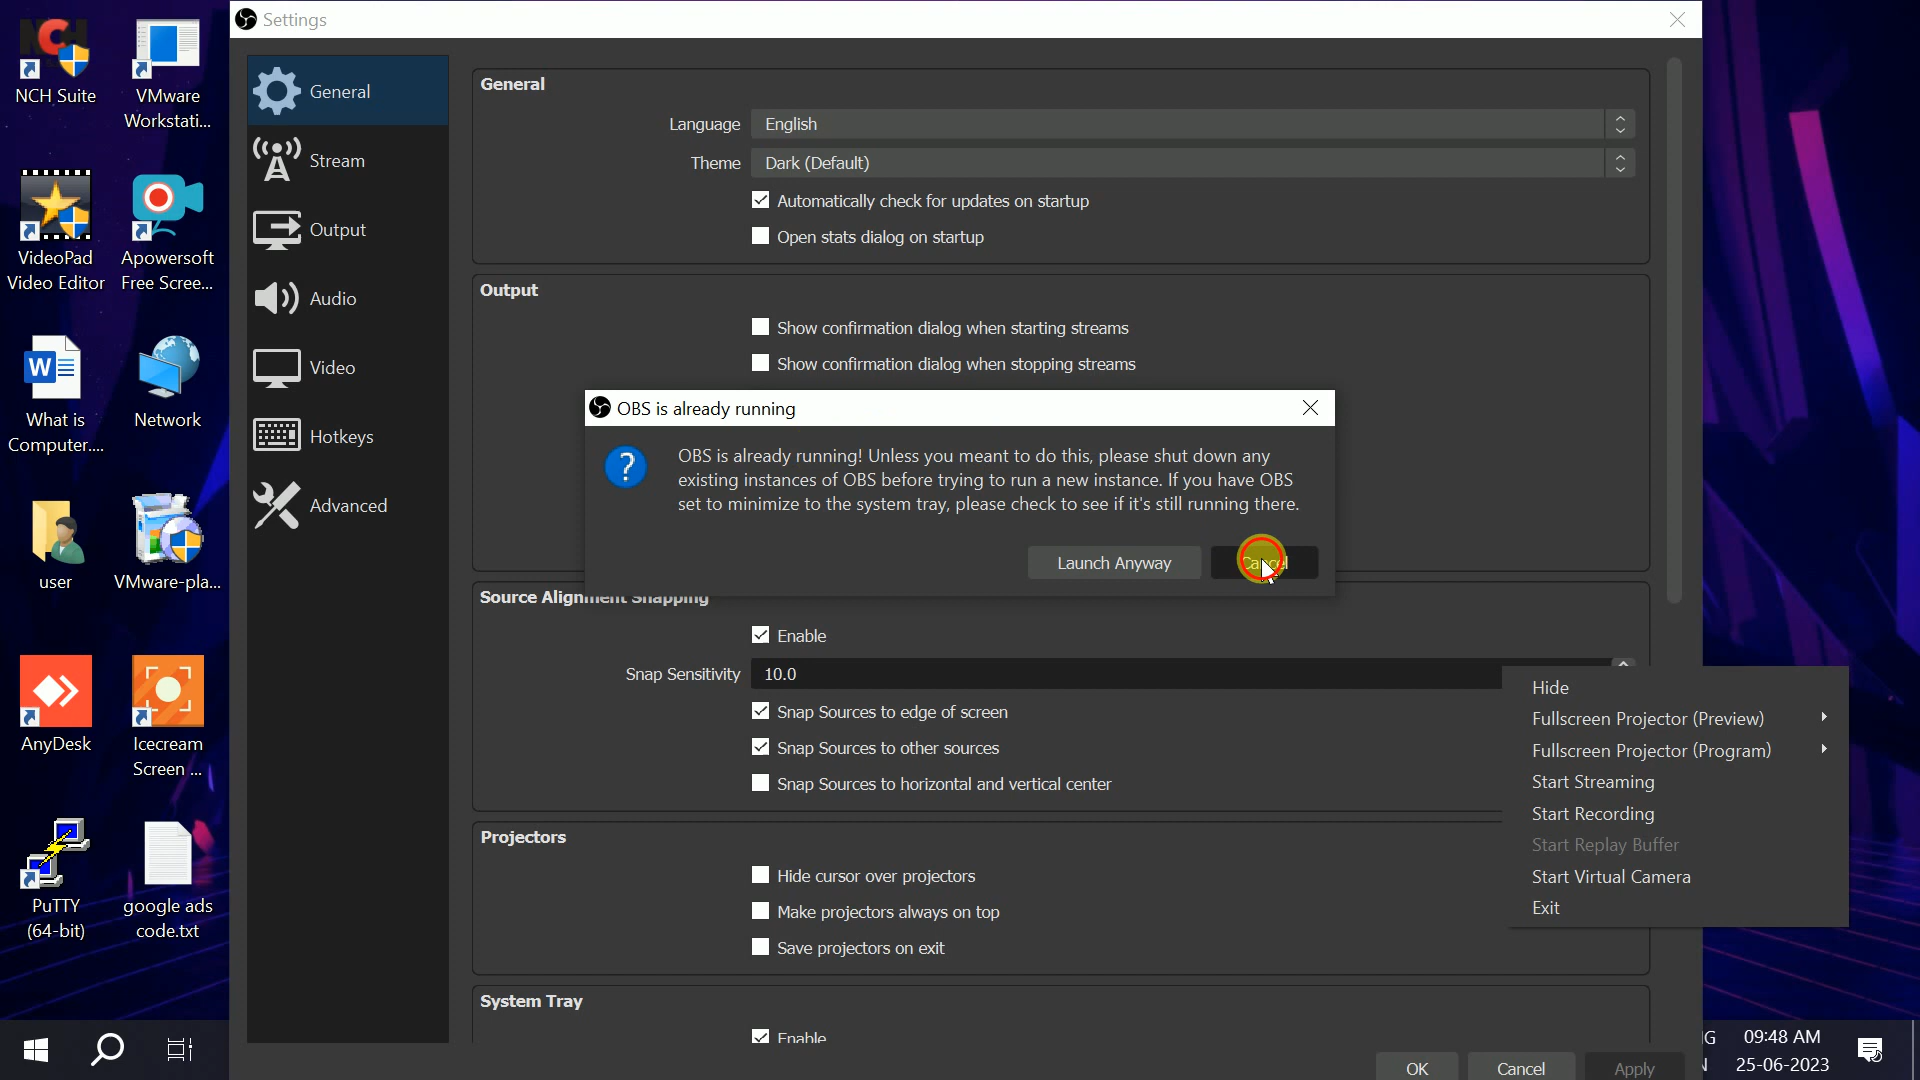 NCH Suite
VMware
Workstati...
VideoPad
Video Editor
Apowersoft
Free Scree...
What is
Computer....
Network
user
VMware-pla...
AnyDesk
Icecream
Screen ...
PuTTY
(64-bit)
google ads
code.txt
Settings
General
Stream
Output
Audio
Video
Hotkeys
Advanced
General
Language
English
Theme
Dark (Default)
Automatically check for updates on startup
Open stats dialog on startup
Output
Show confirmation dialog when starting streams
Show confirmation dialog when stopping streams
OBS is already running
OBS is already running! Unless you meant to do this, please shut down any
existing instances of OBS before trying to run a new instance. If you have OBS
set to minimize to the system tray, please check to see if it's still running there.
Launch Anyway
Cancel
Source Alignment Snapping
Enable
Snap Sensitivity
10.0
Snap Sources to edge of screen
Snap Sources to other sources
Snap Sources to horizontal and vertical center
Projectors
Hide cursor over projectors
Make projectors always on top
Save projectors on exit
System Tray
Enable
Hide
Fullscreen Projector (Preview)
Fullscreen Projector (Program)
Start Streaming
Start Recording
Start Replay Buffer
Start Virtual Camera
Exit
OK
Cancel
Apply
09:48 AM
25-06-2023